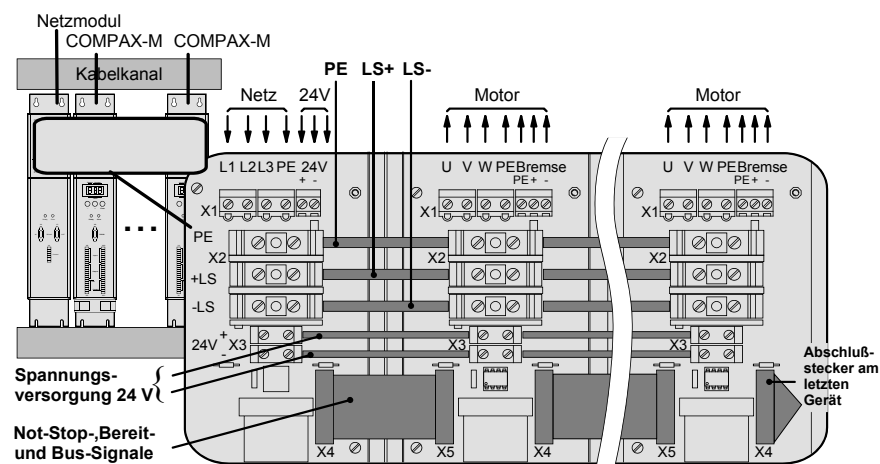 Netzmodul
COMPAX-M COMPAX-M
Kabelkanal
PE LS+ LS-
Netz 24V Motor Motor
L1 L2 L3 PE 24V
+ -
U V W PE Bremse
PE + -
U V W PE Bremse
PE + -
X1 X1 X1
PE
X2 X2 X2
+LS
-LS
24V + - X3 X3 X3
Spannungs-
versorgung 24 V
Abschluß-
stecker am
letzten
Gerät
Not-Stop-,Bereit-
und Bus-Signale
X4 X5 X4 X5 X4